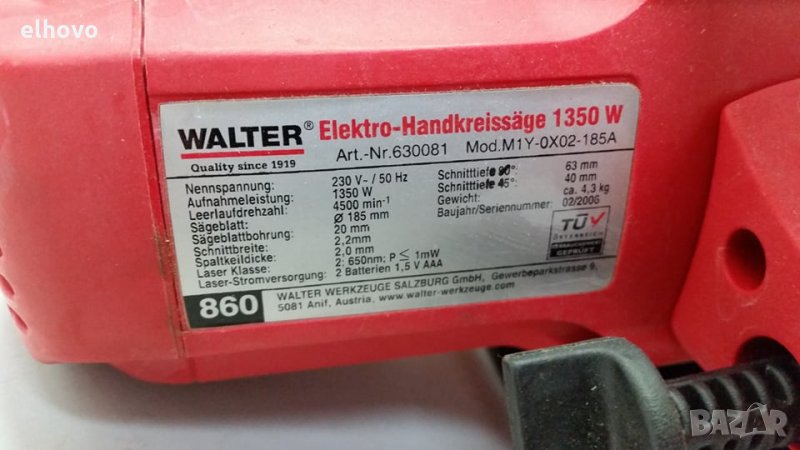 elhovo
WALTER® Elektro-Handkreissäge 1350 W
Quality since 1919
Art.-Nr.630081 Mod.M1Y-0X02-185A
Nennspannung: 230 V~ / 50 Hz
Aufnahmeleistung: 1350 W
Leerlaufdrehzahl: 4500 min⁻¹
Sägeblatt: Ø 185 mm
Sägeblattbohrung: 20 mm
Schnittbreite: 2,2mm
Spaltkeildicke: 2,0 mm
Laser Klasse: 2: 650nm; P ≤ 1mW
Laser-Stromversorgung: 2 Batterien 1,5 V AAA
Schnitttiefe 90°: 63 mm
Schnitttiefe 45°: 40 mm
Gewicht: ca. 4,3 kg
Baujahr/Seriennummer: 02/2006
TÜV
ÖSTERREICH
GEPRÜFT
860
WALTER WERKZEUGE SALZBURG GmbH, Gewerbeparkstrasse 9,
5081 Anif, Austria, www.walter-werkzeuge.com
BAZAR